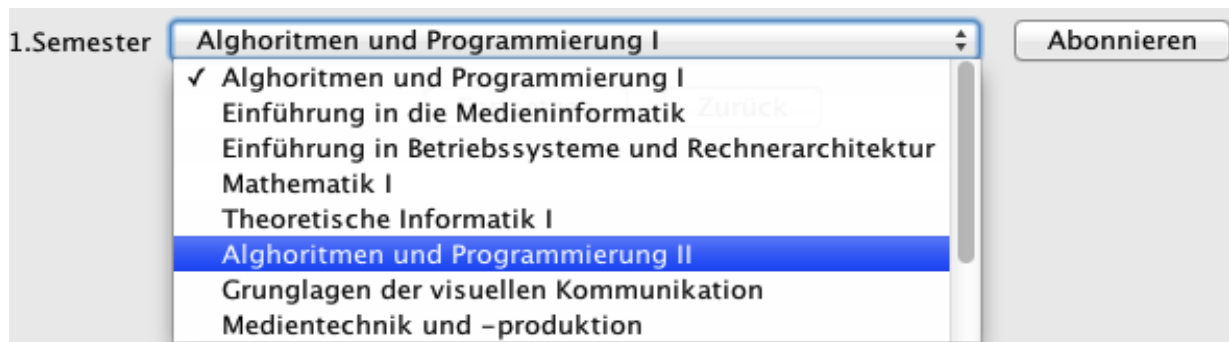 1.Semester Alghoritmen und Programmierung I Abonnieren
✓ Alghoritmen und Programmierung I
Einführung in die Medieninformatik
Zurück
Einführung in Betriebssysteme und Rechnerarchitektur
Mathematik I
Theoretische Informatik I
Alghoritmen und Programmierung II
Grunglagen der visuellen Kommunikation
Medientechnik und -produktion